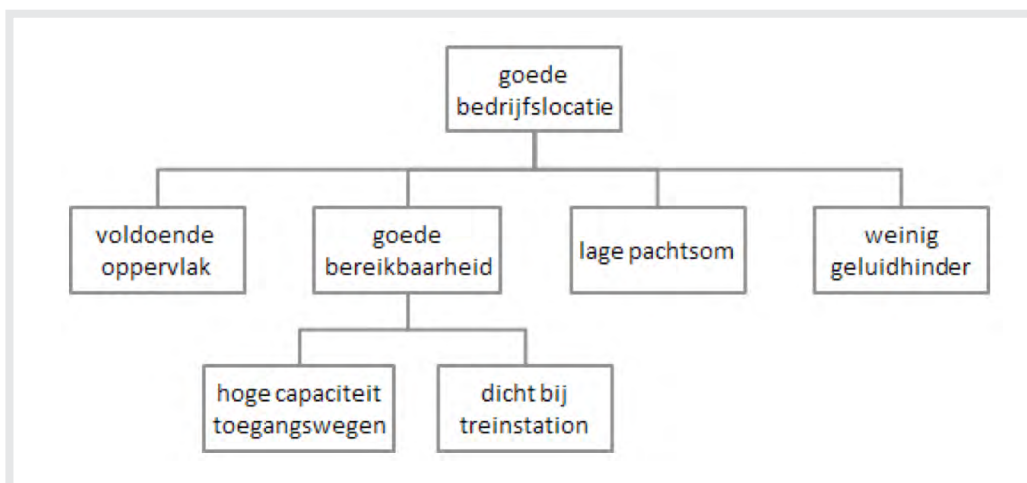 goede
bedrijfslocatie
voldoende
oppervlak
goede
bereikbaarheid
lage pachtsom
weinig
geluidhinder
hoge capaciteit
toegangswegen
dicht bij
treinstation